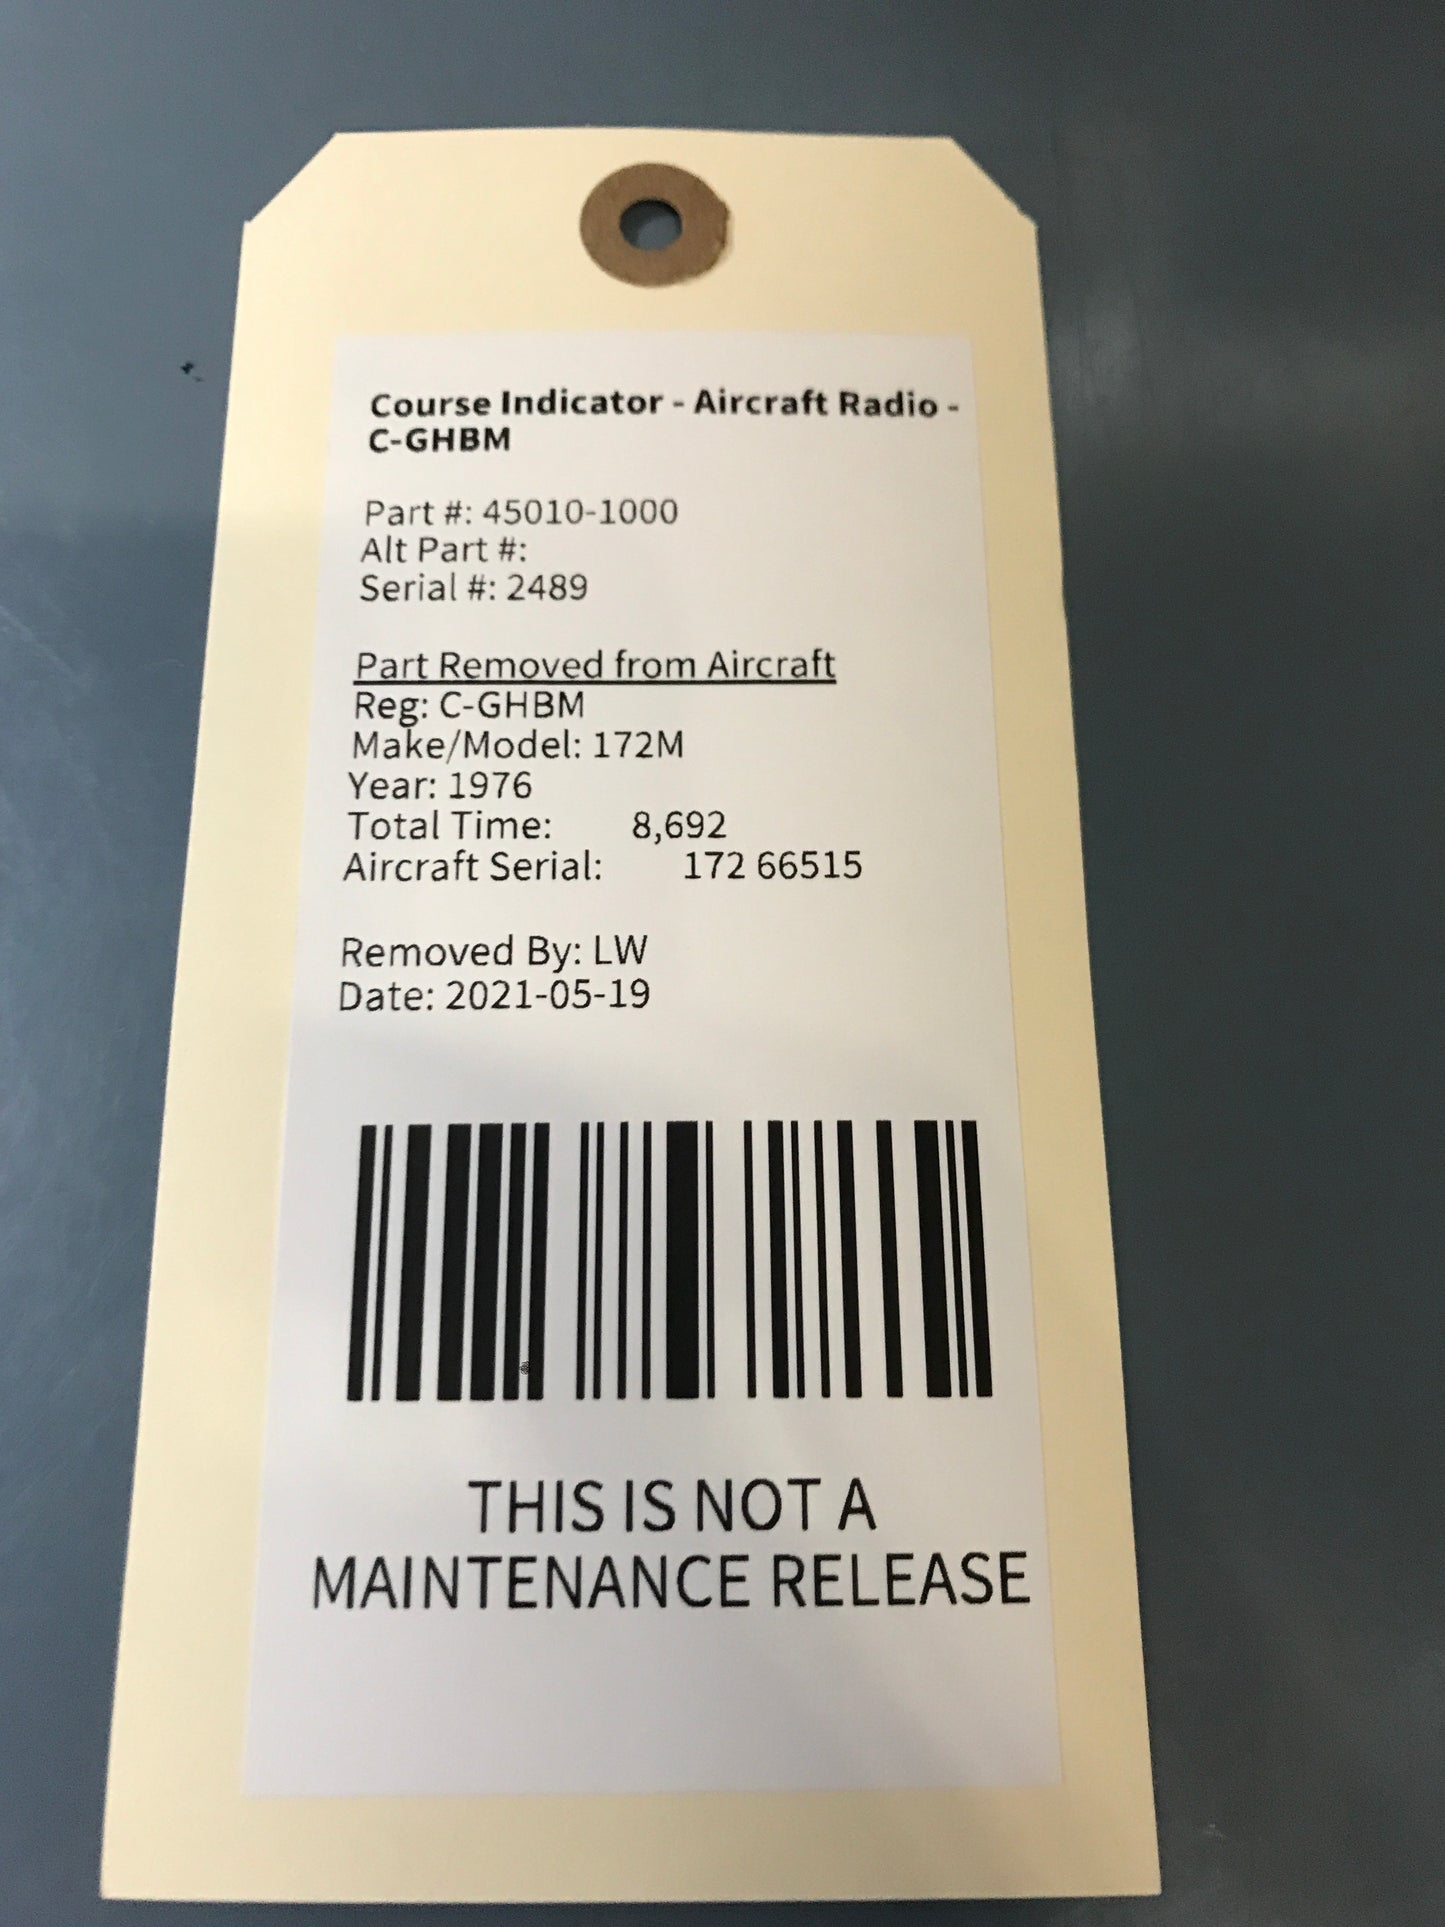 Course Indicator - Aircraft Radio -
C-GHBM
Part #: 45010-1000
Alt Part #:
Serial #: 2489
Part Removed from Aircraft
Reg: C-GHBM
Make/Model: 172M
Year: 1976
Total Time: 8,692
Aircraft Serial: 172 66515
Removed By: LW
Date: 2021-05-19
THIS IS NOT A
MAINTENANCE RELEASE